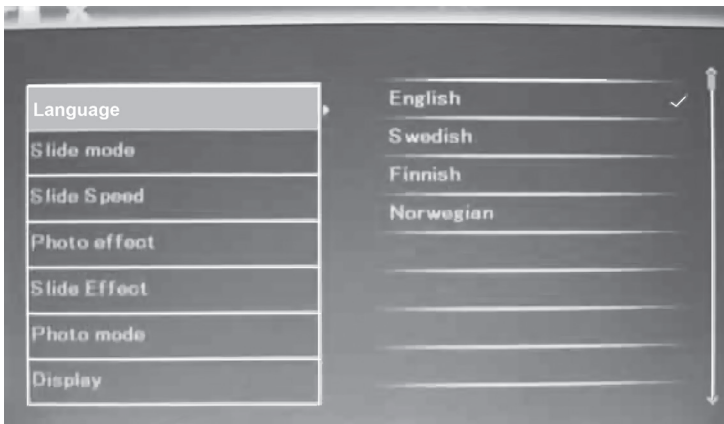 Language
Slide mode
Slide Speed
Photo effect
Slide Effect
Photo mode
Display
English
Swedish
Finnish
Norwegian